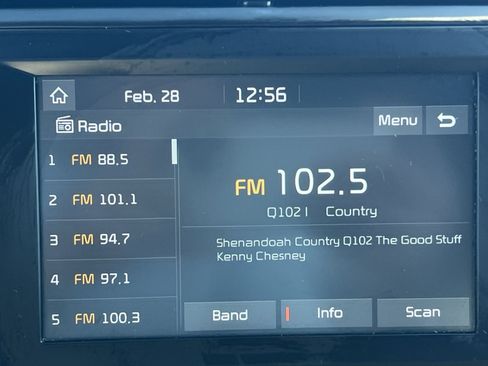 Feb. 28 12:56
Radio Menu
1 FM 88.5
2 FM 101.1
3 FM 94.7
4 FM 97.1
5 FM 100.3
FM 102.5
Q102 | Country
Shenandoah Country Q102 The Good Stuff
Kenny Chesney
Band Info Scan